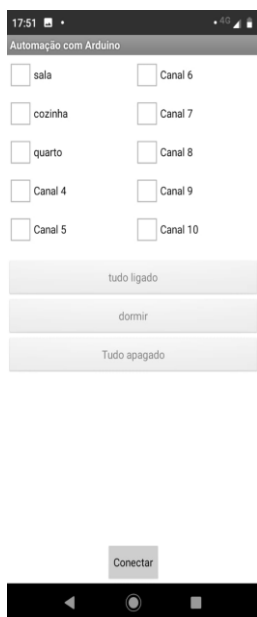 17:51
4G
Automação com Arduino
sala
Canal 6
cozinha
Canal 7
quarto
Canal 8
Canal 4
Canal 9
Canal 5
Canal 10
tudo ligado
dormir
Tudo apagado
Conectar